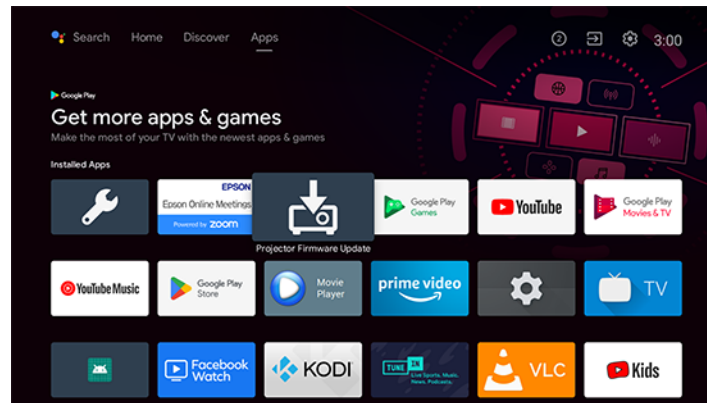 Search Home Discover Apps
2 3:00
Google Play
Get more apps & games
Make the most of your TV with the newest apps & games
Installed Apps
EPSON
Epson Online Meetings
Powered by zoom
Projector Firmware Update
Google Play
Games
YouTube
Google Play
Movies & TV
YouTube Music
Google Play
Store
Movie
Player
prime video
TV
Facebook
Watch
KODI
TUNE IN
Live Sports. Music.
News. Podcasts.
VLC
Kids